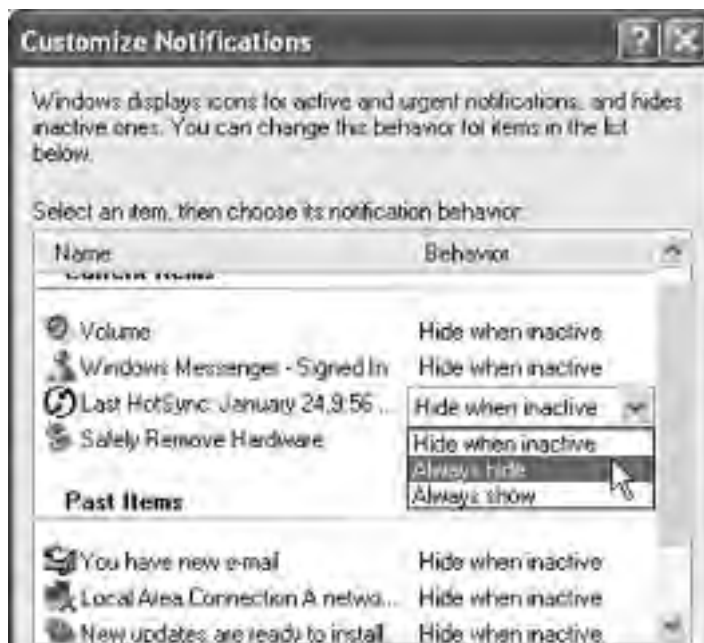 Customize Notifications
Windows displays icons for active and urgent notifications, and hides
inactive ones. You can change this behavior for items in the list
below.
Select an item, then choose its notification behavior:
Name Behavior
Current Items
Volume Hide when inactive
Windows Messenger - Signed In Hide when inactive
Last HotSync: January 24, 9:56 ... Hide when inactive
Safely Remove Hardware Hide when inactive
Always hide
Past Items Always show
You have new e-mail Hide when inactive
Local Area Connection A netwo... Hide when inactive
New updates are ready to install Hide when inactive